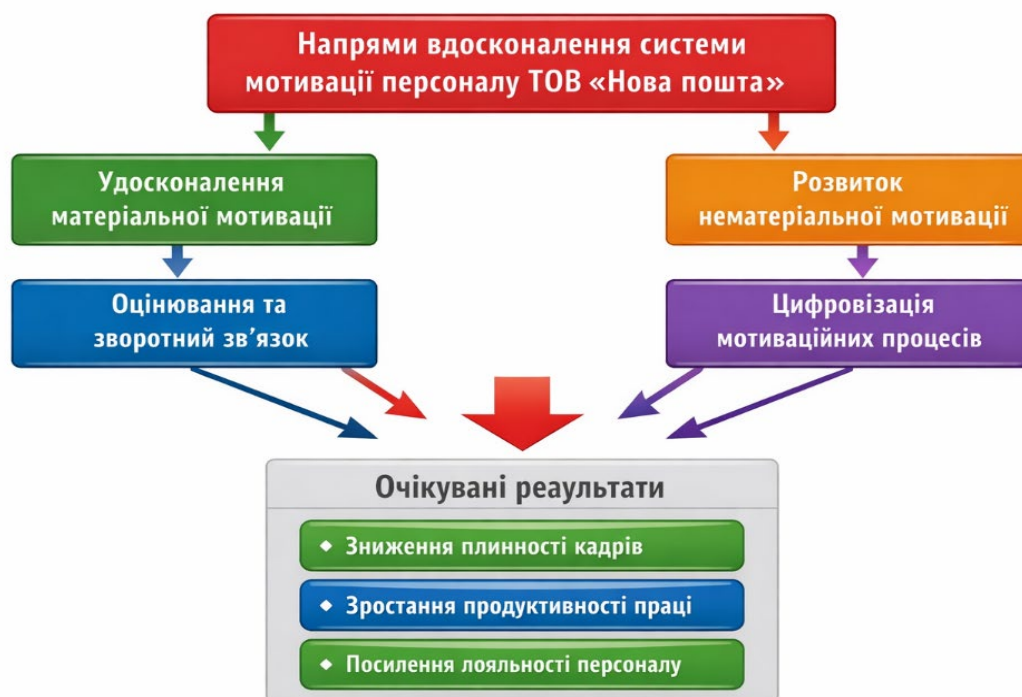 Напрями вдосконалення системи
мотивації персоналу ТОВ «Нова пошта»
Удосконалення
матеріальної мотивації
Розвиток
нематеріальної мотивації
Оцінювання та
зворотний зв’язок
Цифровізація
мотиваційних процесів
Очікувані реаультати
◆ Зниження плинності кадрів
◆ Зростання продуктивності праці
◆ Посилення лояльності персоналу